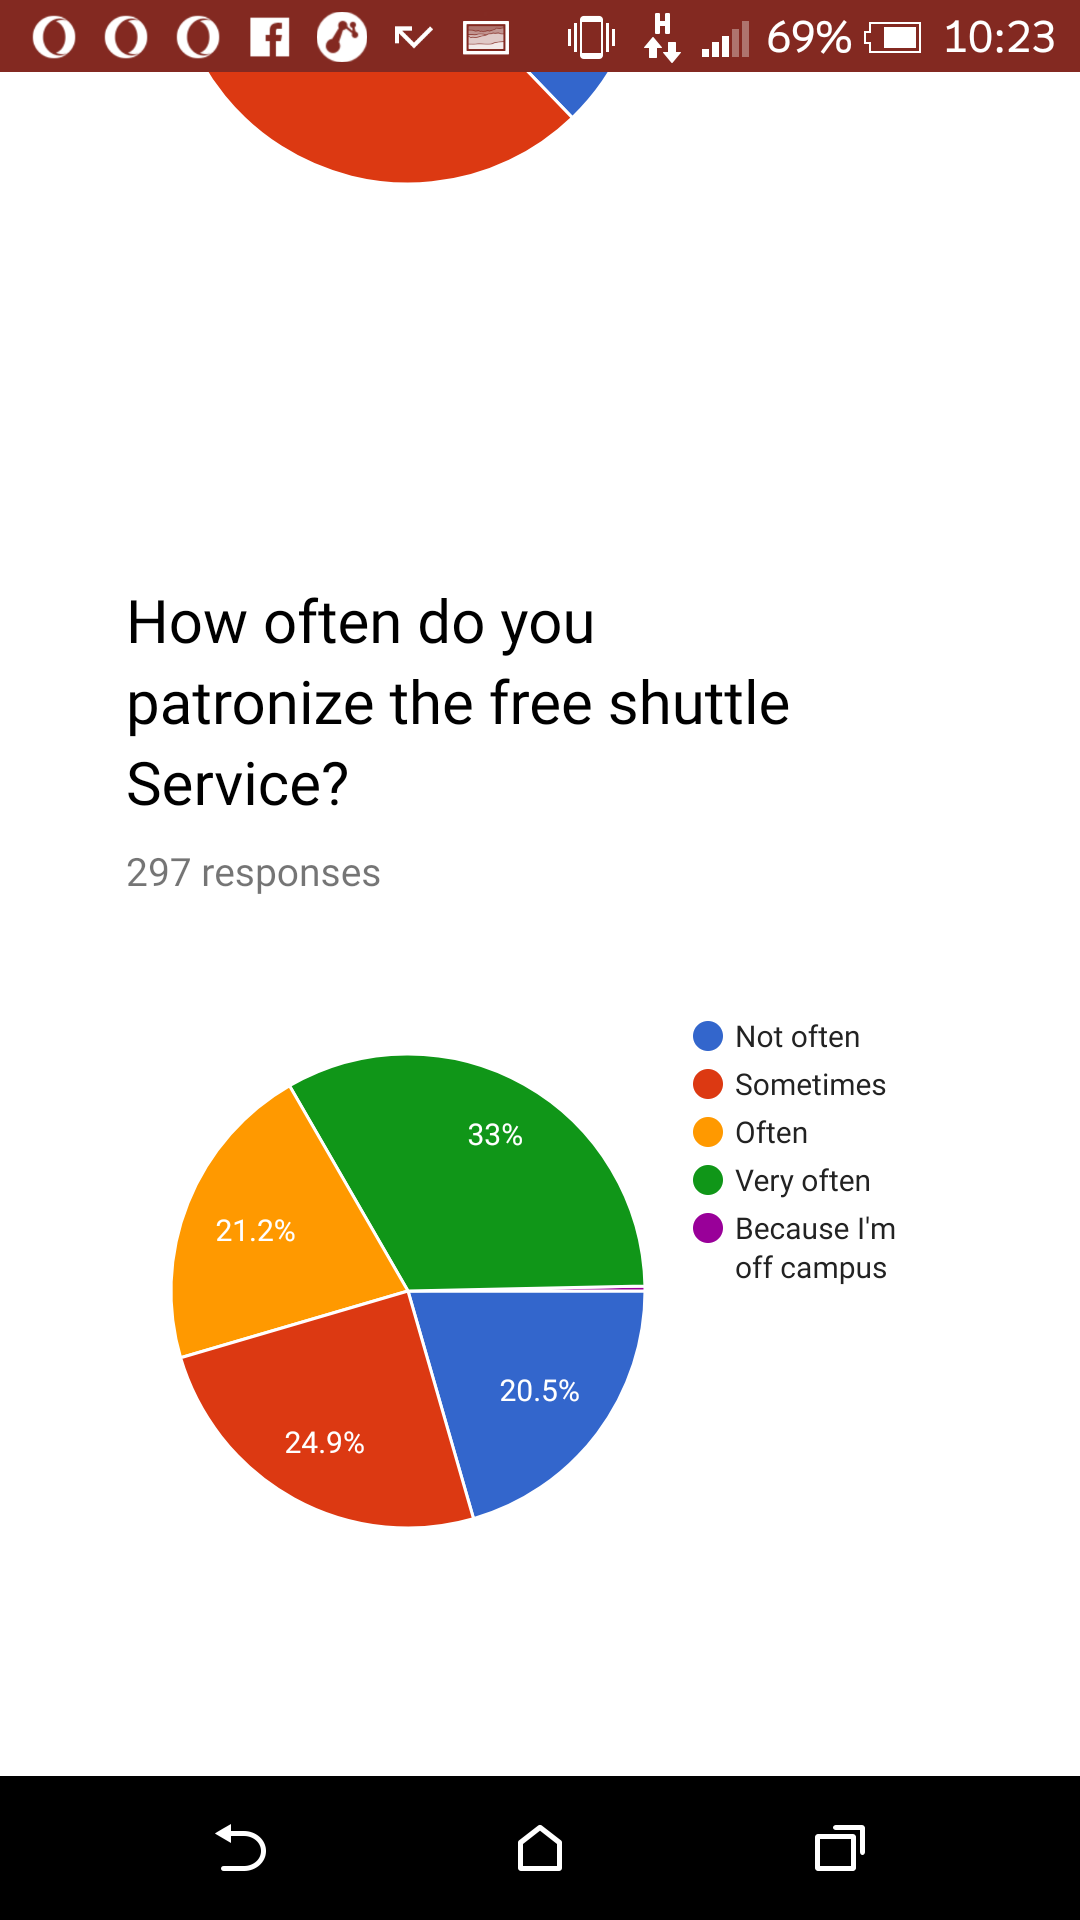 H
69%
10:23
How often do you
patronize the free shuttle
Service?
297 responses
Not often
Sometimes
Often
Very often
Because I'm
off campus
33%
21.2%
20.5%
24.9%